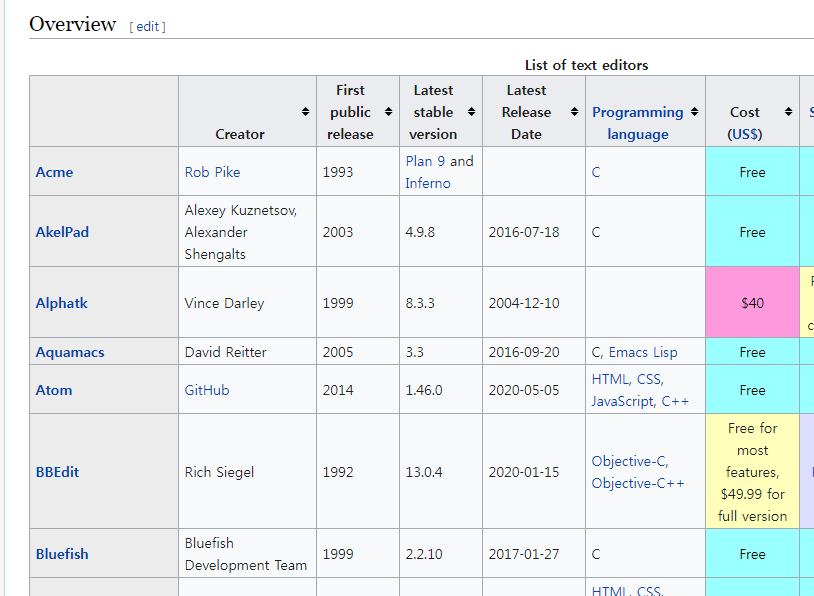 Overview [ edit ]
List of text editors
Creator
First public release
Latest stable version
Latest Release Date
Programming language
Cost (US$)
S
Acme
Rob Pike
1993
Plan 9 and
Inferno
C
Free
AkelPad
Alexey Kuznetsov,
Alexander
Shengalts
2003
4.9.8
2016-07-18
C
Free
Alphatk
Vince Darley
1999
8.3.3
2004-12-10
$40
Aquamacs
David Reitter
2005
3.3
2016-09-20
C, Emacs Lisp
Free
Atom
GitHub
2014
1.46.0
2020-05-05
HTML, CSS,
JavaScript, C++
Free
BBEdit
Rich Siegel
1992
13.0.4
2020-01-15
Objective-C,
Objective-C++
Free for
most
features,
$49.99 for
full version
Bluefish
Bluefish
Development Team
1999
2.2.10
2017-01-27
C
Free
HTML, CSS,